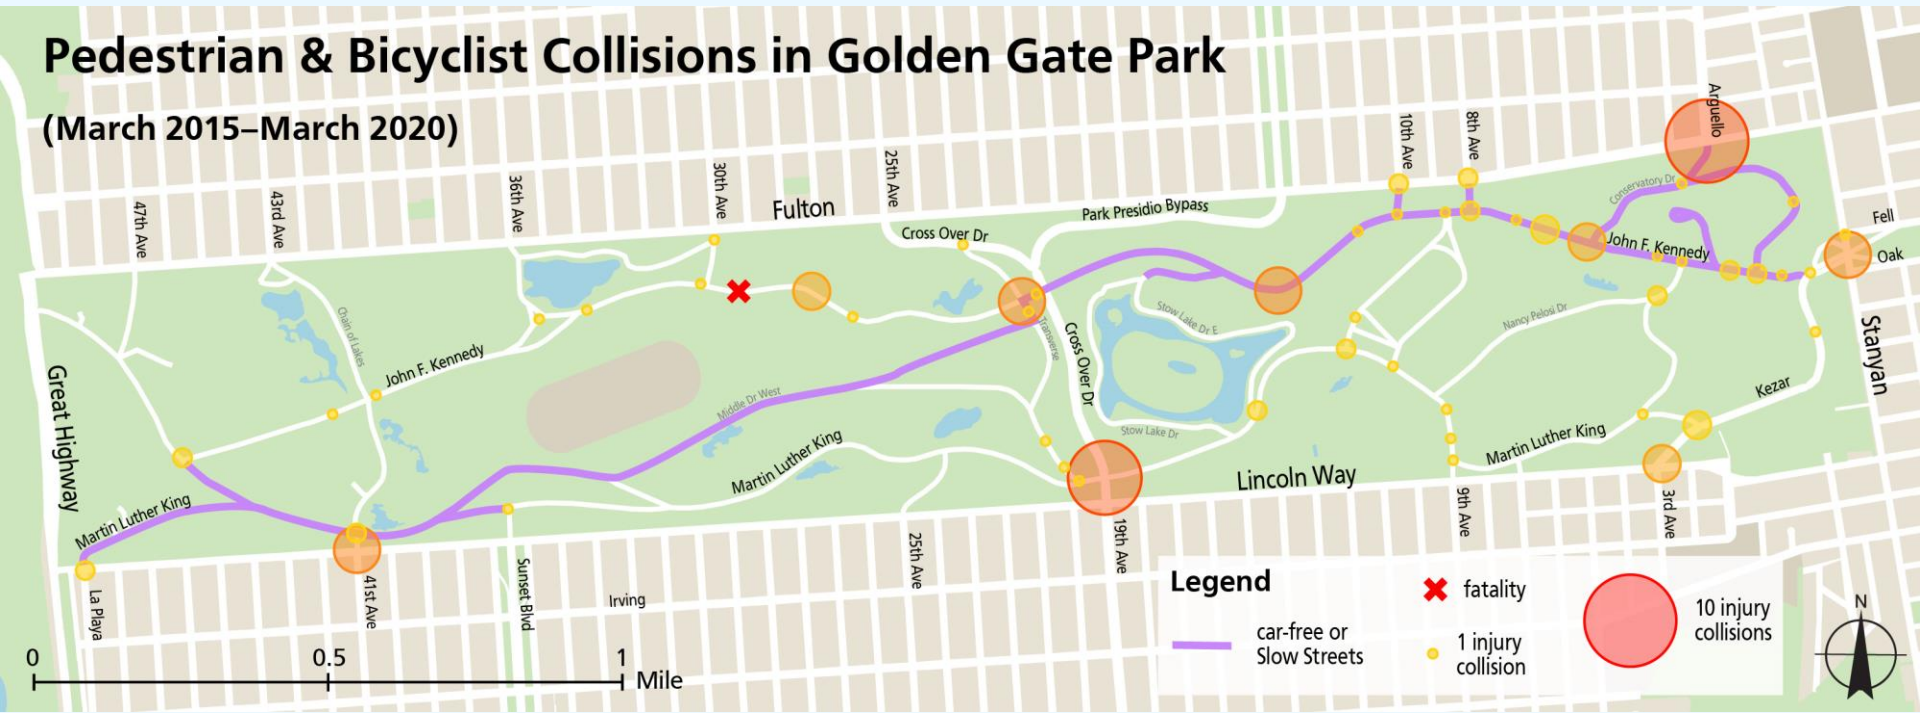 Pedestrian & Bicyclist Collisions in Golden Gate Park
(March 2015–March 2020)
47th Ave
43rd Ave
36th Ave
30th Ave
25th Ave
10th Ave
8th Ave
Arguello
Fulton
Cross Over Dr
Park Presidio Bypass
Conservatory Dr
Fell
Oak
John F. Kennedy
Chain of Lakes
John F. Kennedy
Transverse
Cross Over Dr
Stow Lake Dr E
Nancy Pelosi Dr
Stanyan
Great Highway
Middle Dr West
Kezar
Stow Lake Dr
Martin Luther King
Martin Luther King
Martin Luther King
Lincoln Way
La Playa
41st Ave
Sunset Blvd
Irving
25th Ave
19th Ave
9th Ave
3rd Ave
0
0.5
1
Mile
Legend
car-free or
Slow Streets
fatality
1 injury
collision
10 injury
collisions
N